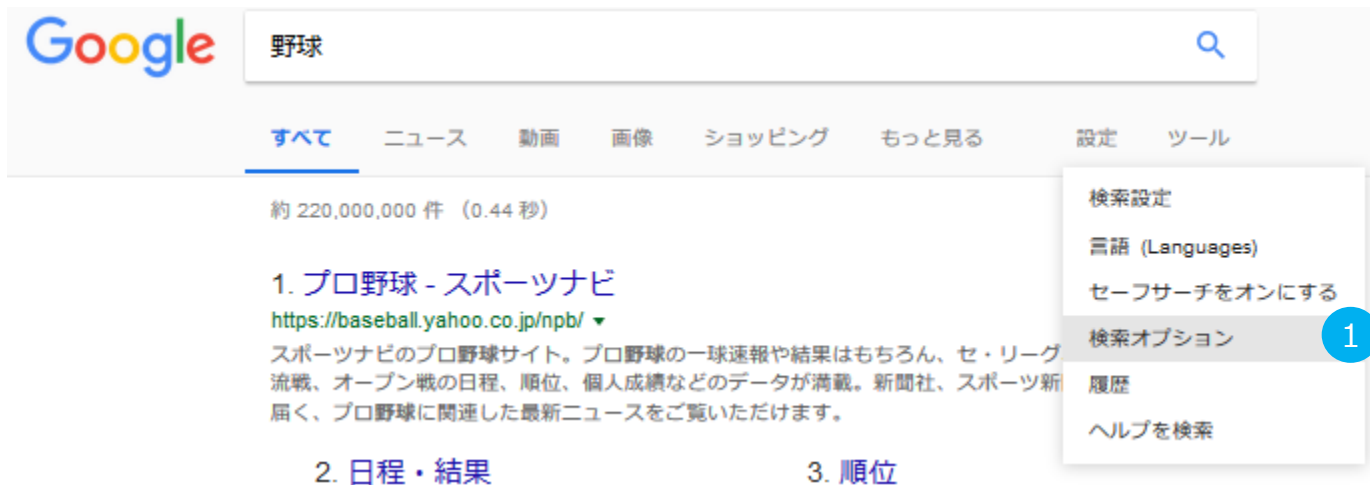 Google 野球
すべて ニュース 動画 画像 ショッピング もっと見る 設定 ツール
約 220,000,000 件 （0.44 秒）
1. プロ野球 - スポーツナビ
https://baseball.yahoo.co.jp/npb/
スポーツナビのプロ野球サイト。プロ野球の一球速報や結果はもちろん、セ・リーグ
流戦、オープン戦の日程、順位、個人成績などのデータが満載。新聞社、スポーツ新
届く、プロ野球に関連した最新ニュースをご覧いただけます。
2. 日程・結果 3. 順位
検索設定
言語 (Languages)
セーフサーチをオンにする
検索オプション 1
履歴
ヘルプを検索